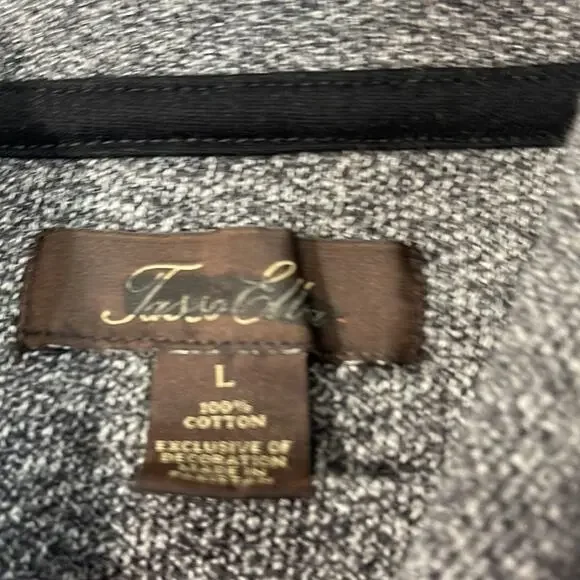 Tasso Elba
L
100%
COTTON
EXCLUSIVE OF
DECORATION
MADE IN